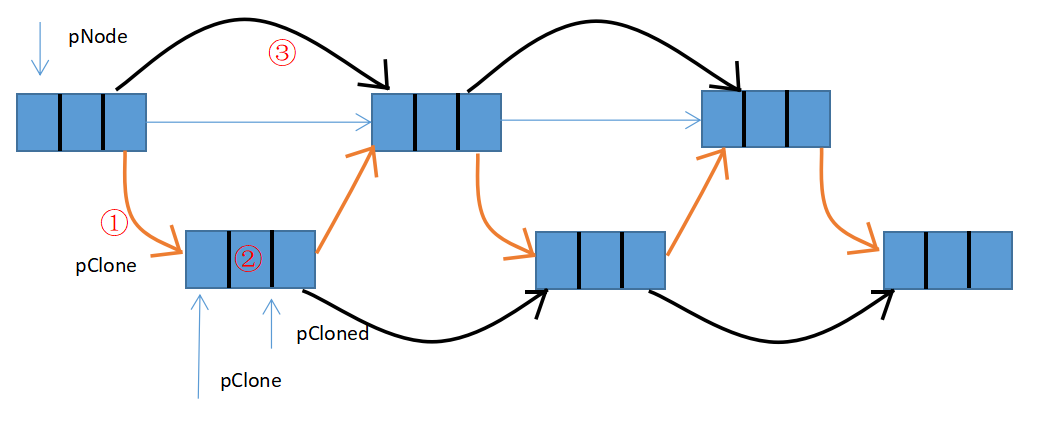 pNode
③
①
pClone
②
pCloned
pClone